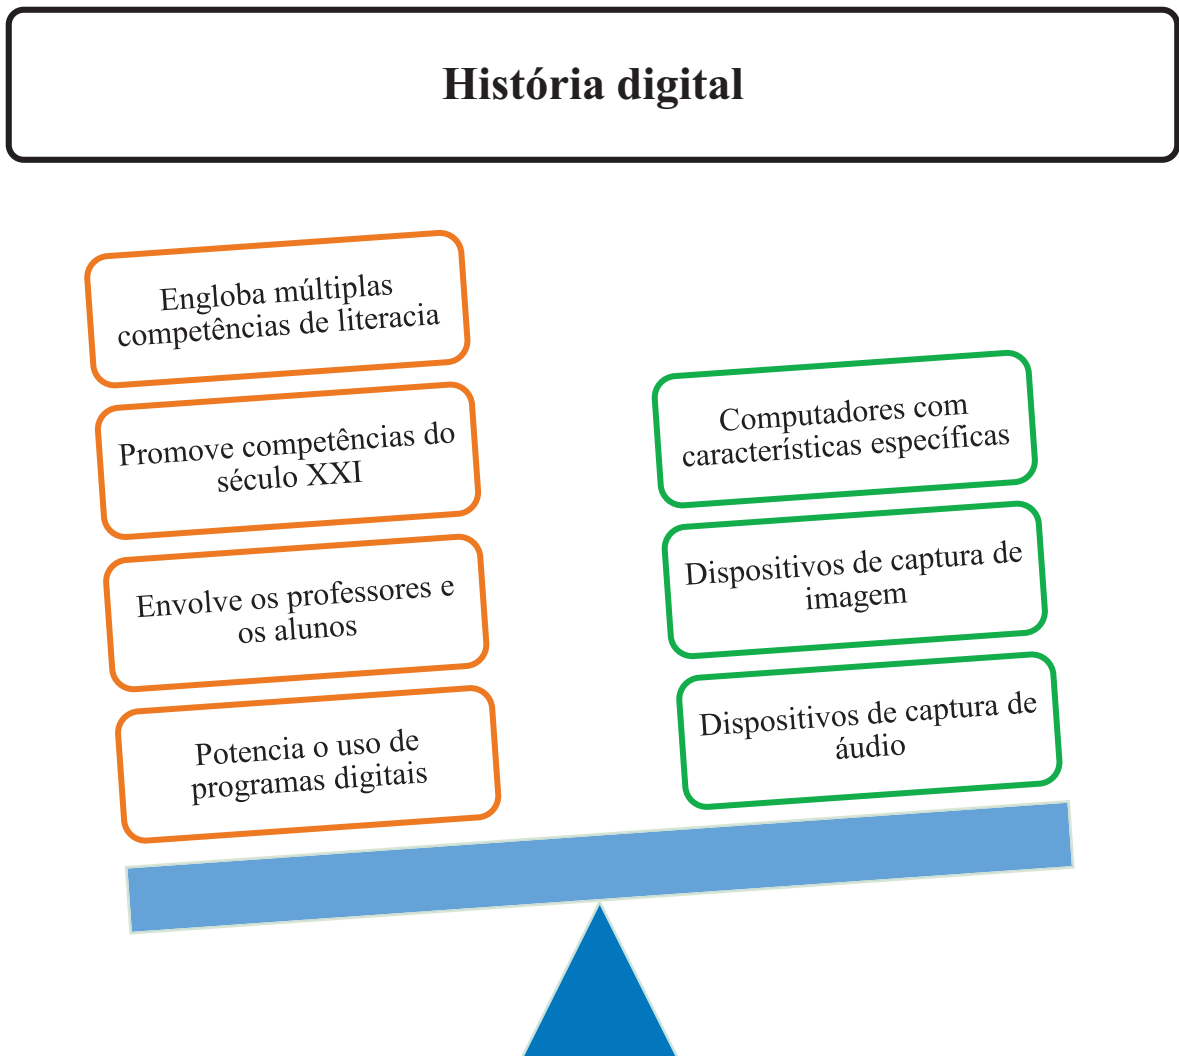 História digital
Engloba múltiplas
competências de literacia
Promove competências do
século XXI
Envolve os professores e
os alunos
Potencia o uso de
programas digitais
Computadores com
características específicas
Dispositivos de captura de
imagem
Dispositivos de captura de
áudio